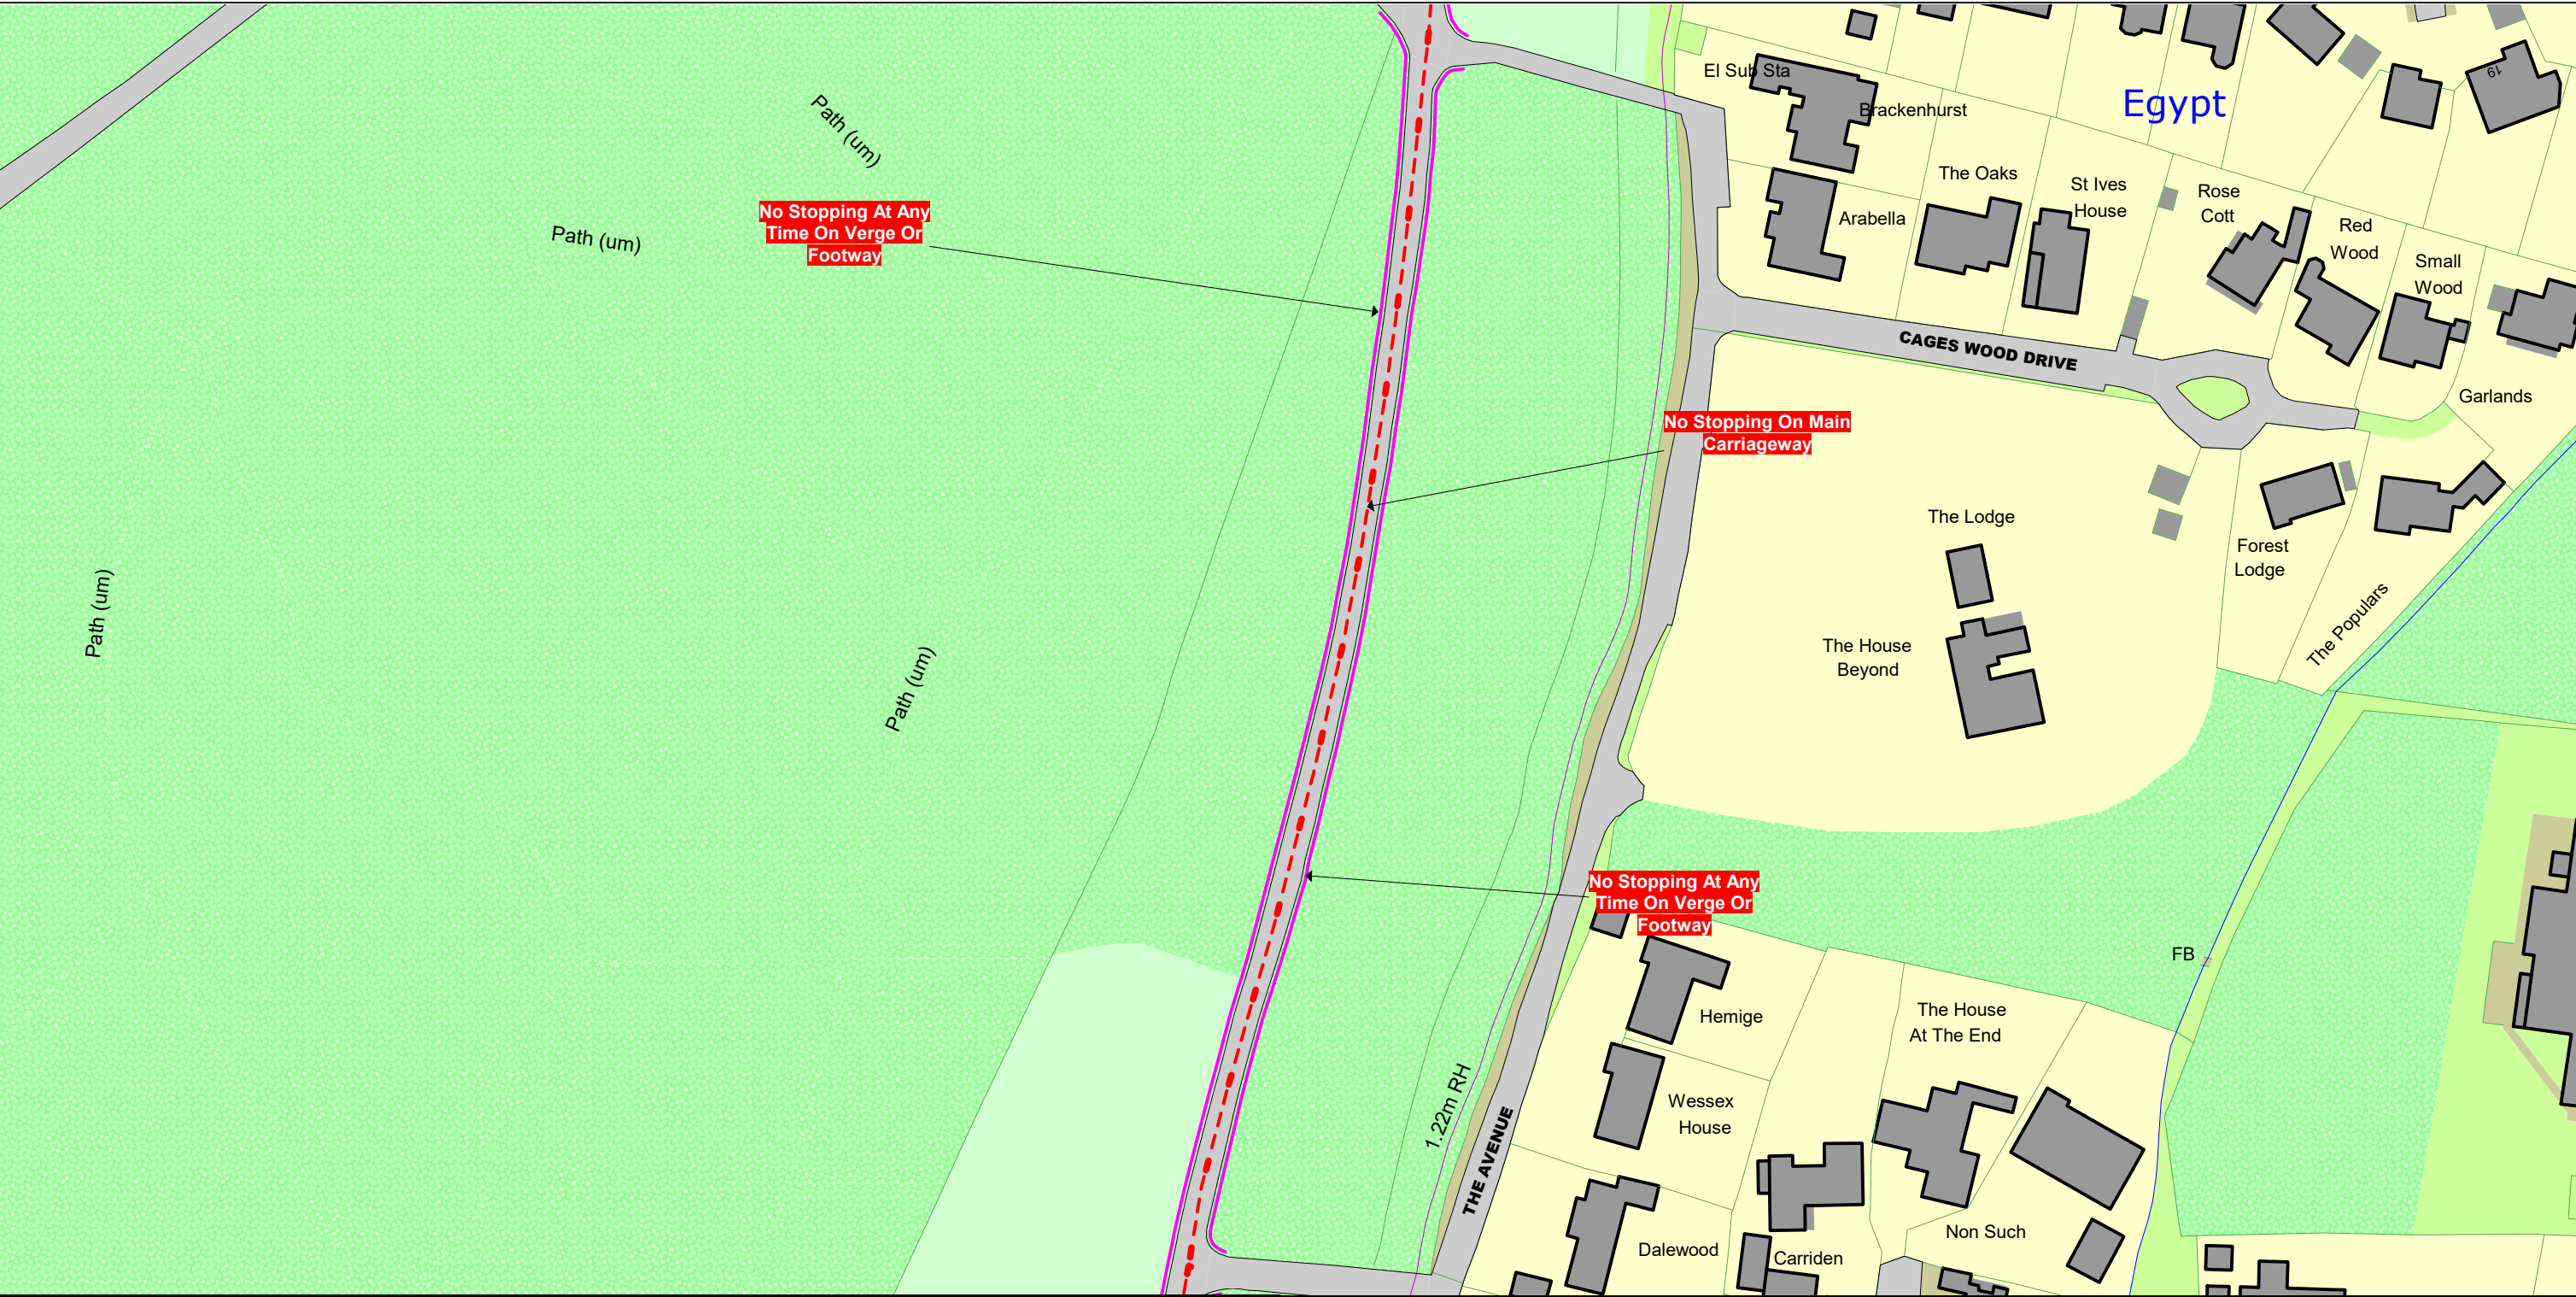 El Sub Sta
19
Egypt
Brackenhurst
Path (um)
The Oaks
St Ives
House
Rose
Cott
No Stopping At Any
Time On Verge Or
Footway
Arabella
Red
Wood
Path (um)
Small
Wood
CAGES WOOD DRIVE
Garlands
No Stopping On Main
Carriageway
The Lodge
Forest
Lodge
Path (um)
The Populars
The House
Beyond
Path (um)
No Stopping At Any
Time On Verge Or
Footway
FB
Hemige
The House
At The End
1.22m RH
Wessex
House
THE AVENUE
Non Such
Dalewood
Carriden